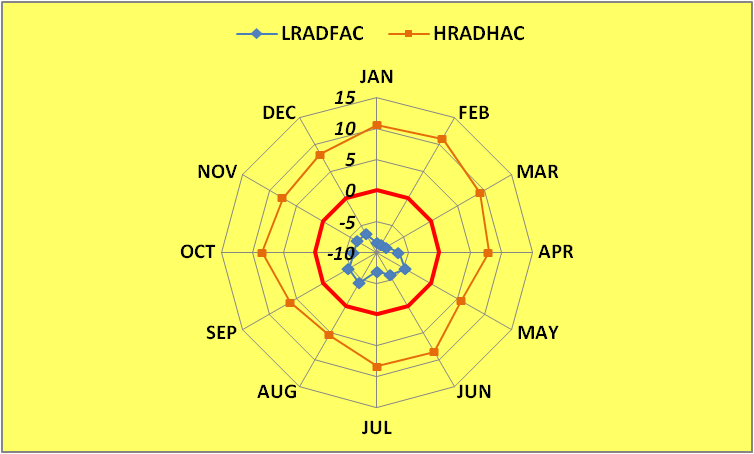 LRADFAC HRADHAC
JAN
15
DEC FEB
10
5
NOV MAR
0
-5
OCT -10 APR
SEP MAY
AUG JUN
JUL